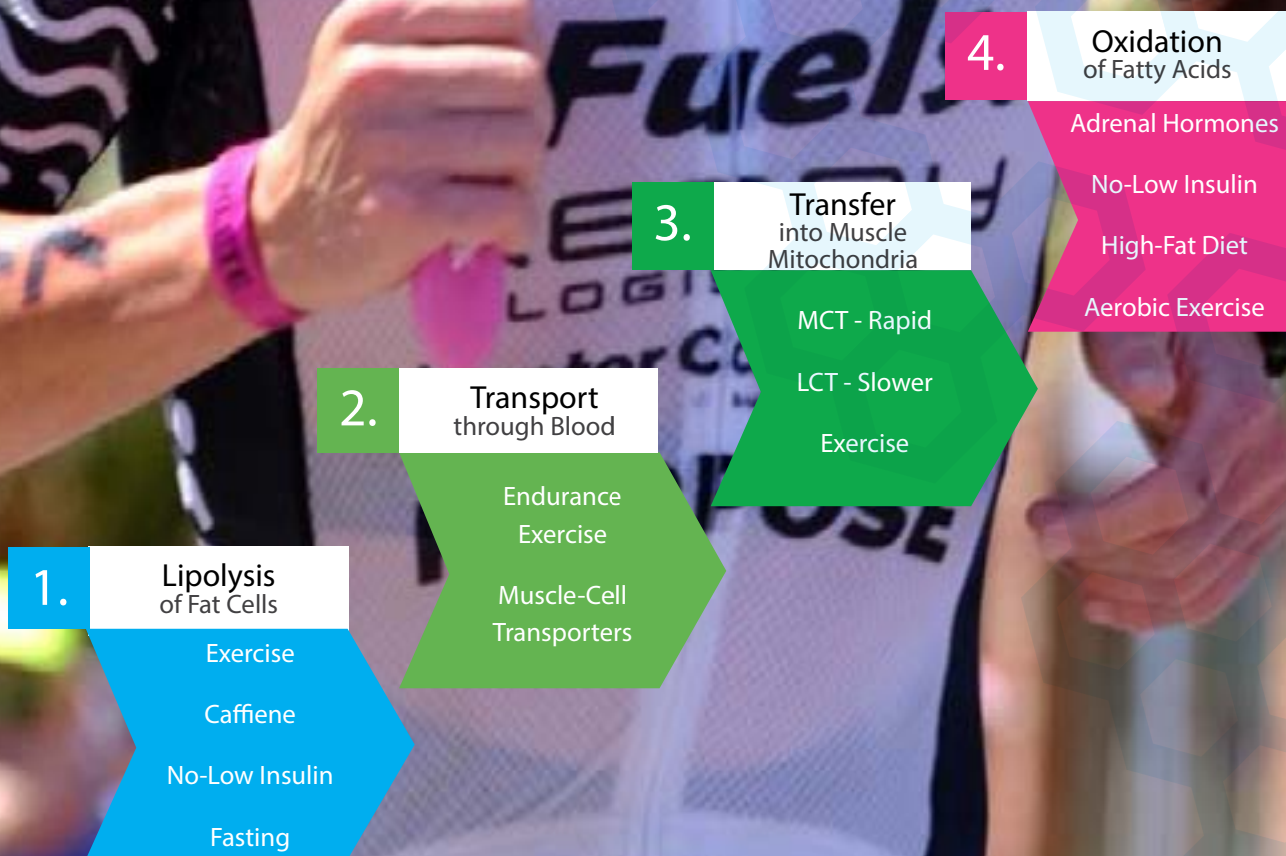 Fuels
1.
Lipolysis
of Fat Cells
Exercise
Caffiene
No-Low Insulin
Fasting
2.
Transport
through Blood
Endurance
Exercise
Muscle-Cell
Transporters
3.
Transfer
into Muscle
Mitochondria
MCT - Rapid
LCT - Slower
Exercise
4.
Oxidation
of Fatty Acids
Adrenal Hormones
No-Low Insulin
High-Fat Diet
Aerobic Exercise